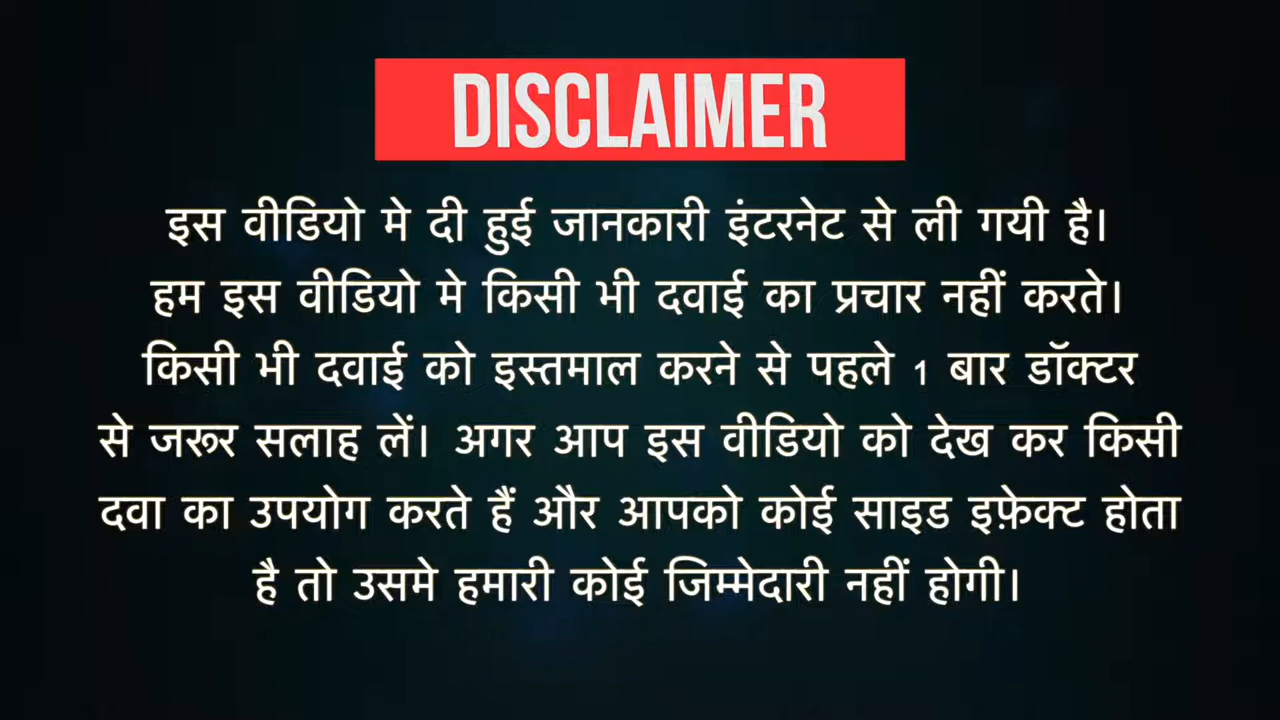 DISCLAIMER
इस वीडियो मे दी हुई जानकारी इंटरनेट से ली गयी है।
हम इस वीडियो मे किसी भी दवाई का प्रचार नहीं करते।
किसी भी दवाई को इस्तमाल करने से पहले 1 बार डॉक्टर
से जरूर सलाह लें। अगर आप इस वीडियो को देख कर किसी
दवा का उपयोग करते हैं और आपको कोई साइड इफ़ेक्ट होता
है तो उसमे हमारी कोई जिम्मेदारी नहीं होगी।